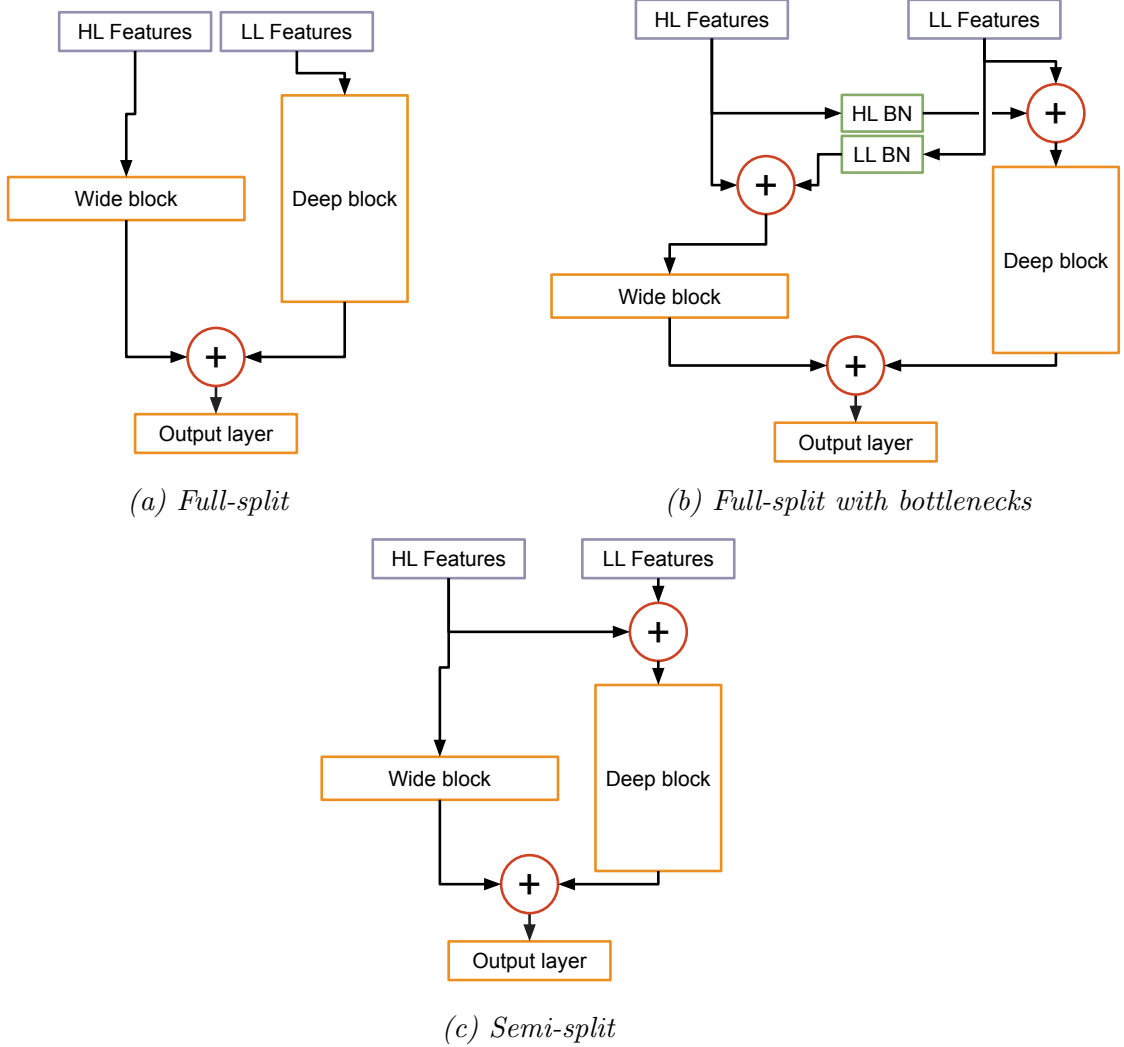 HL Features
LL Features
Wide block
Deep block
+
Output layer
(a) Full-split
HL Features
LL Features
HL BN
+
LL BN
+
Wide block
Deep block
+
Output layer
(b) Full-split with bottlenecks
HL Features
LL Features
+
Wide block
Deep block
+
Output layer
(c) Semi-split